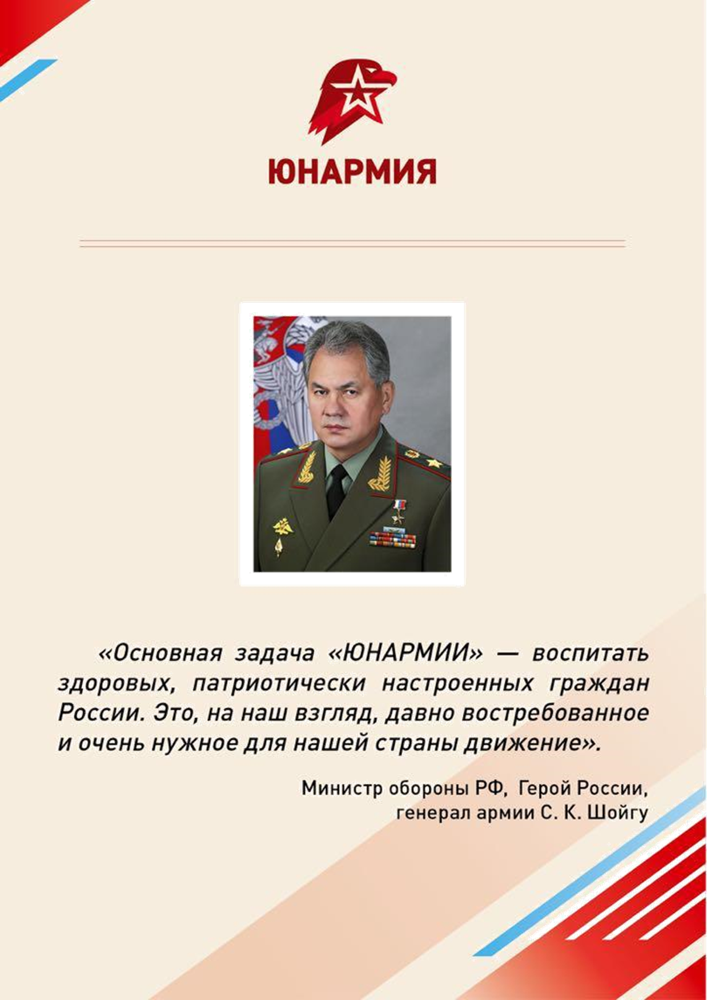 ЮНАРМИЯ
«Основная задача «ЮНАРМИИ» — воспитать
здоровых, патриотически настроенных граждан
России. Это, на наш взгляд, давно востребованное
и очень нужное для нашей страны движение».
Министр обороны РФ, Герой России,
генерал армии С. К. Шойгу